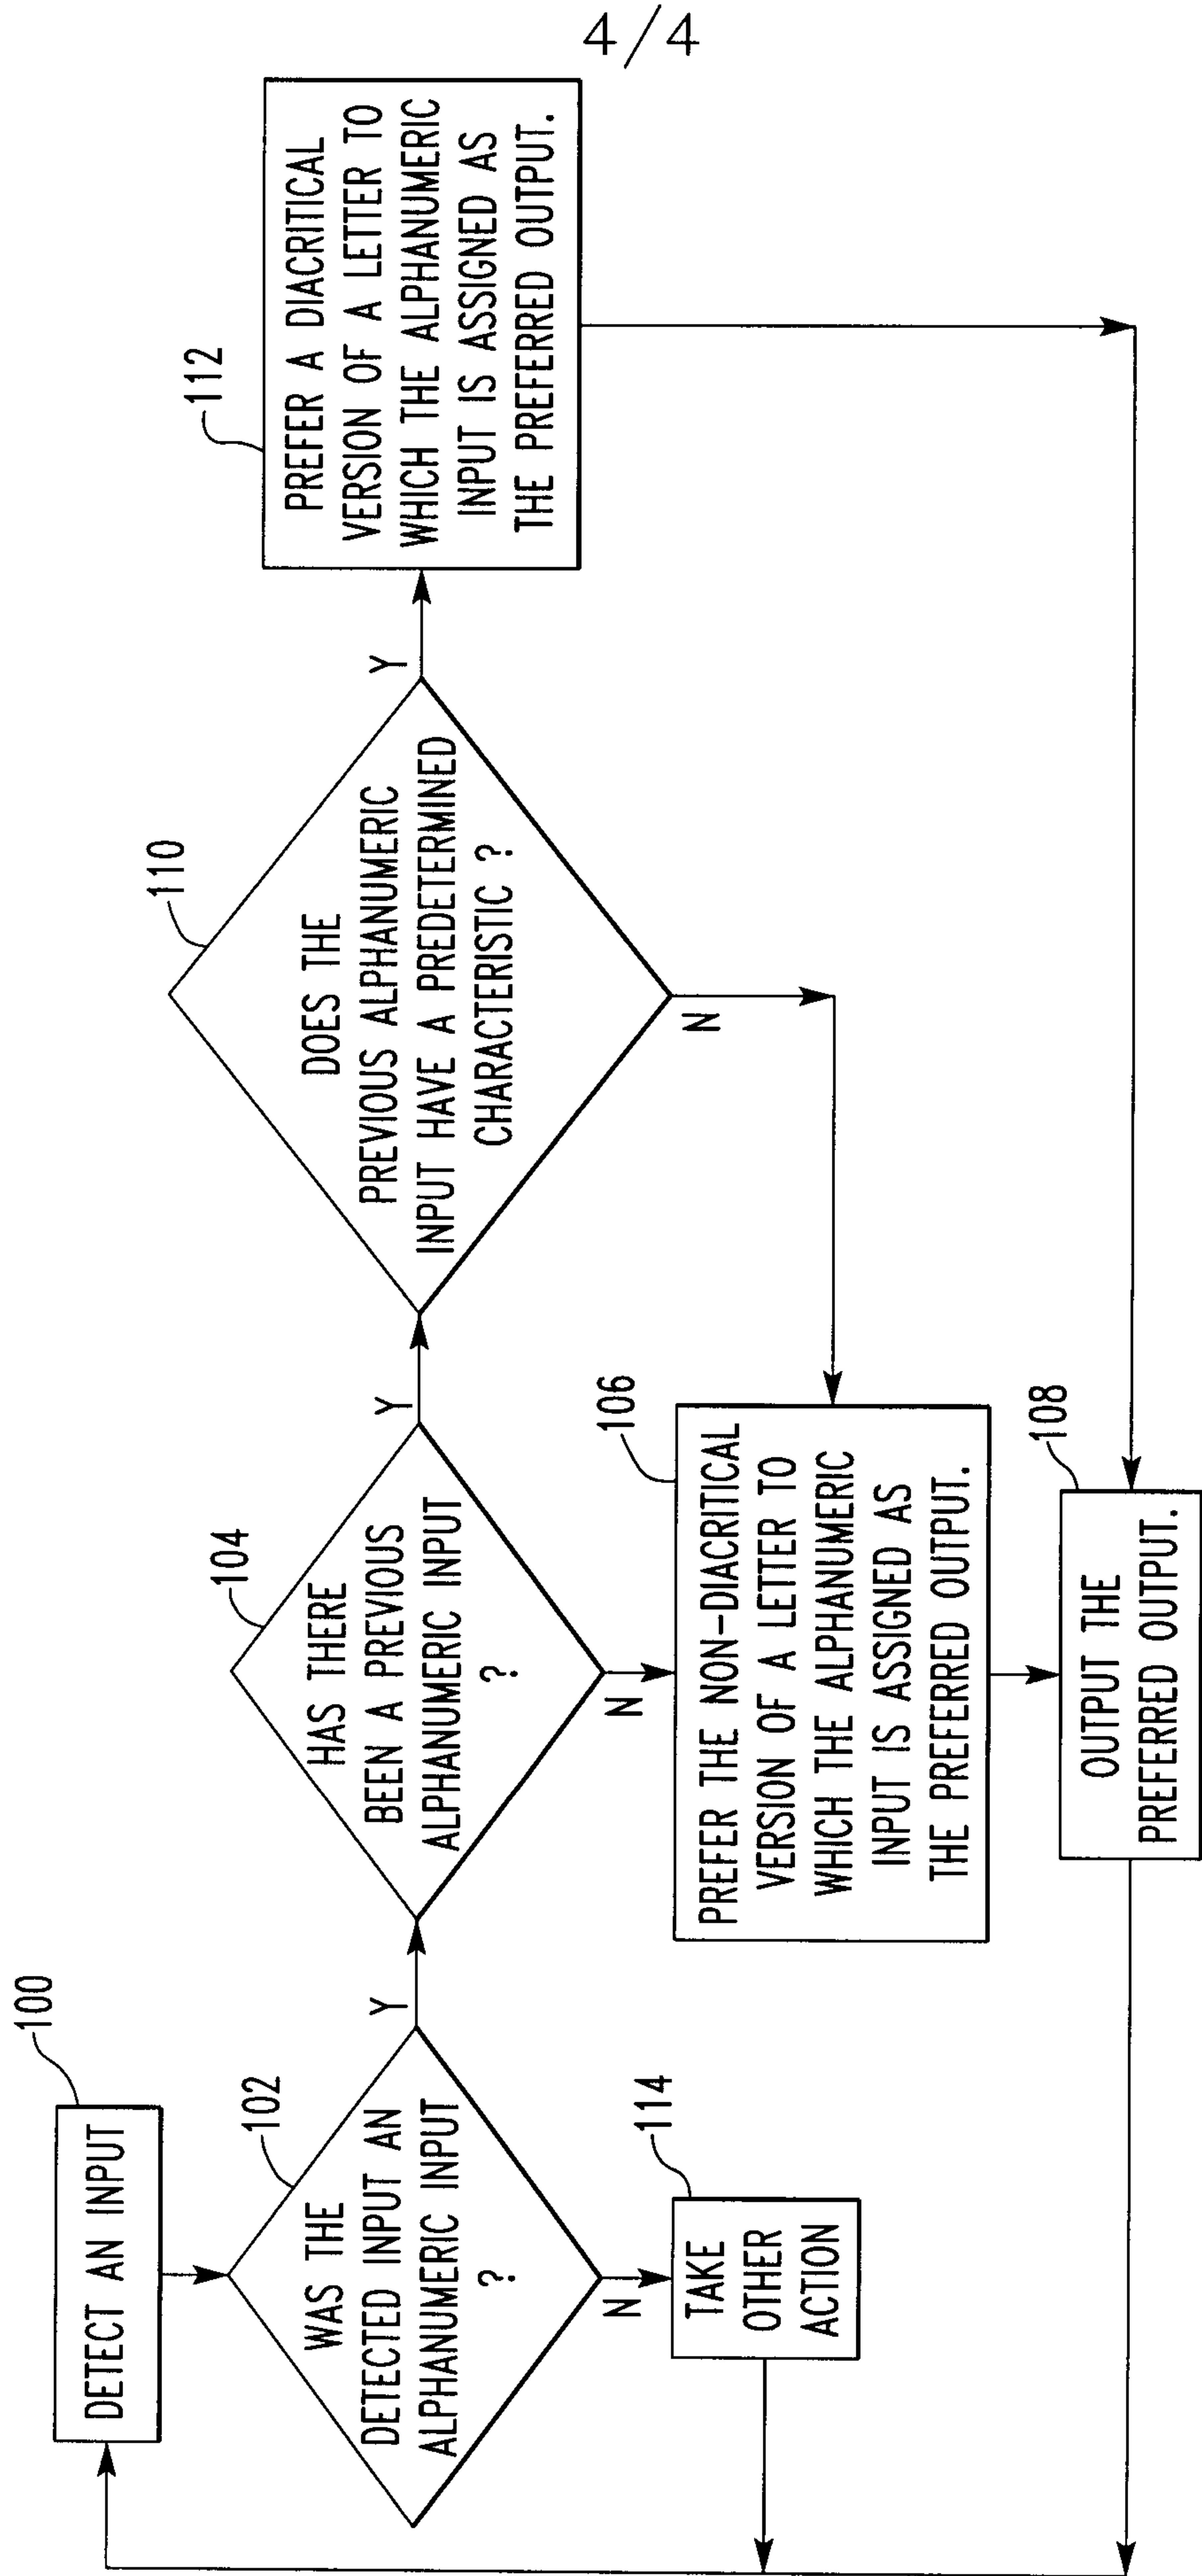 4/4
100
DETECT AN INPUT
102
WAS THE
DETECTED INPUT AN
ALPHANUMERIC INPUT
?
Y
N
114
TAKE
OTHER
ACTION
104
HAS THERE
BEEN A PREVIOUS
ALPHANUMERIC INPUT
?
Y
N
106
PREFER THE NON-DIACRITICAL
VERSION OF A LETTER TO
WHICH THE ALPHANUMERIC
INPUT IS ASSIGNED AS
THE PREFERRED OUTPUT.
108
OUTPUT THE
PREFERRED OUTPUT.
110
DOES THE
PREVIOUS ALPHANUMERIC
INPUT HAVE A PREDETERMINED
CHARACTERISTIC ?
Y
N
112
PREFER A DIACRITICAL
VERSION OF A LETTER TO
WHICH THE ALPHANUMERIC
INPUT IS ASSIGNED AS
THE PREFERRED OUTPUT.